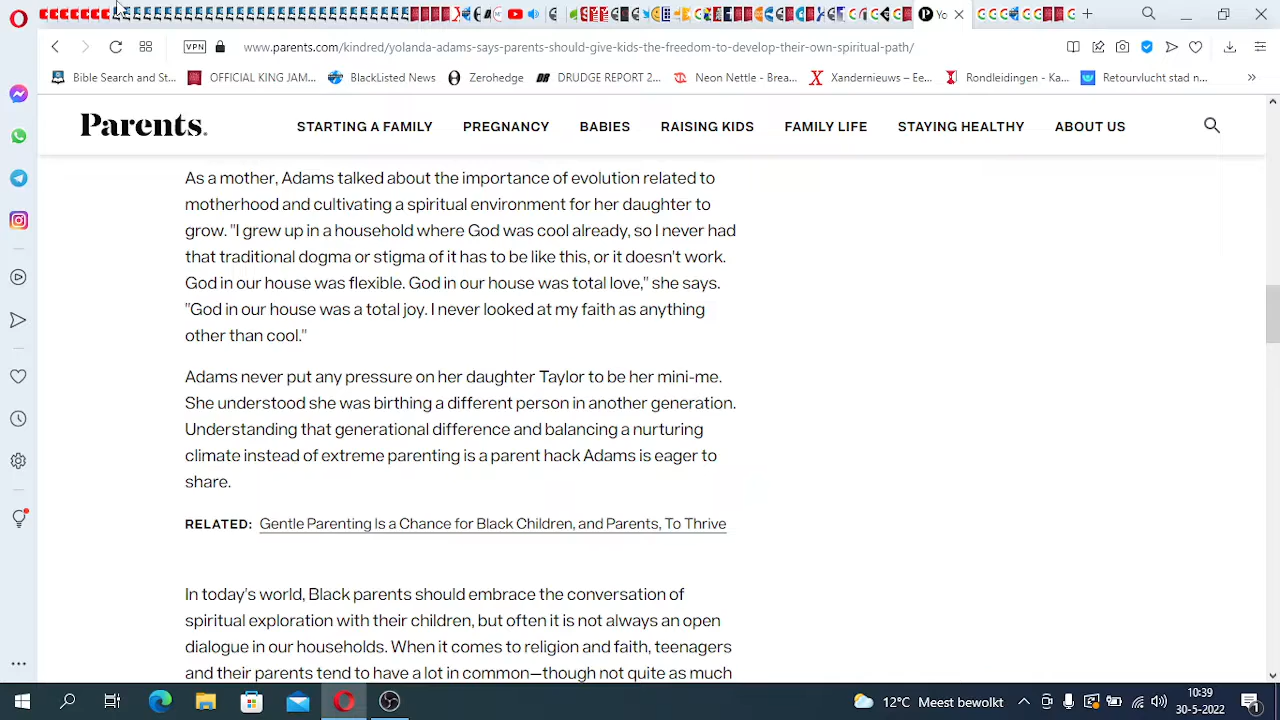 VPN
www.parents.com/kindred/yolanda-adams-says-parents-should-give-kids-the-freedom-to-develop-their-own-spiritual-path/
Bible Search and St... OFFICIAL KING JAM... BlackListed News Zerohedge DRUDGE REPORT 2... Neon Nettle - Brea... Xandernieuws – Ee... Rondleidingen - Ka... Retourvlucht stad n... »
Parents. STARTING A FAMILY PREGNANCY BABIES RAISING KIDS FAMILY LIFE STAYING HEALTHY ABOUT US
As a mother, Adams talked about the importance of evolution related to
motherhood and cultivating a spiritual environment for her daughter to
grow. "I grew up in a household where God was cool already, so I never had
that traditional dogma or stigma of it has to be like this, or it doesn't work.
God in our house was flexible. God in our house was total love," she says.
"God in our house was a total joy. I never looked at my faith as anything
other than cool."
Adams never put any pressure on her daughter Taylor to be her mini-me.
She understood she was birthing a different person in another generation.
Understanding that generational difference and balancing a nurturing
climate instead of extreme parenting is a parent hack Adams is eager to
share.
RELATED: Gentle Parenting Is a Chance for Black Children, and Parents, To Thrive
In today's world, Black parents should embrace the conversation of
spiritual exploration with their children, but often it is not always an open
dialogue in our households. When it comes to religion and faith, teenagers
and their parents tend to have a lot in common—though not quite as much
12°C Meest bewolkt
10:39
30-5-2022